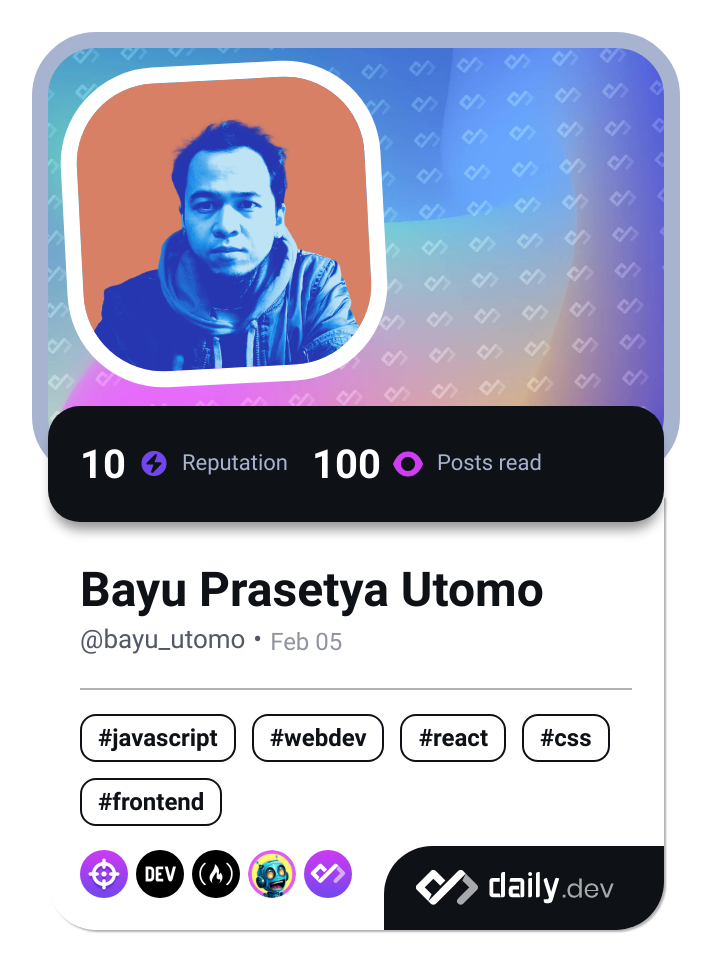 10 Reputation 100 Posts read
Bayu Prasetya Utomo
@bayu_utomo • Feb 05
#javascript #webdev #react #css
#frontend
DEV
daily.dev